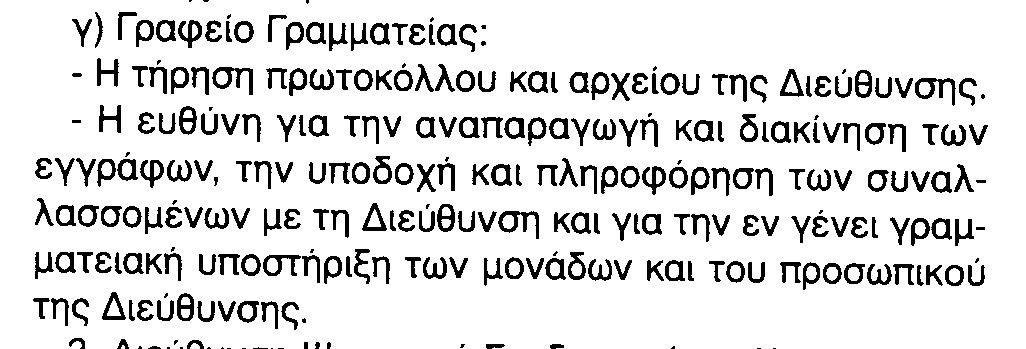 γ) Γραφείο Γραμματείας:
- Η τήρηση πρωτοκόλλου και αρχείου της Διεύθυνσης.
- Η ευθύνη για την αναπαραγωγή και διακίνηση των
εγγράφων, την υποδοχή και πληροφόρηση των συναλ-
λασσομένων με τη Διεύθυνση και για την εν γένει γραμ-
ματειακή υποστήριξη των μονάδων και του προσωπικού
της Διεύθυνσης.